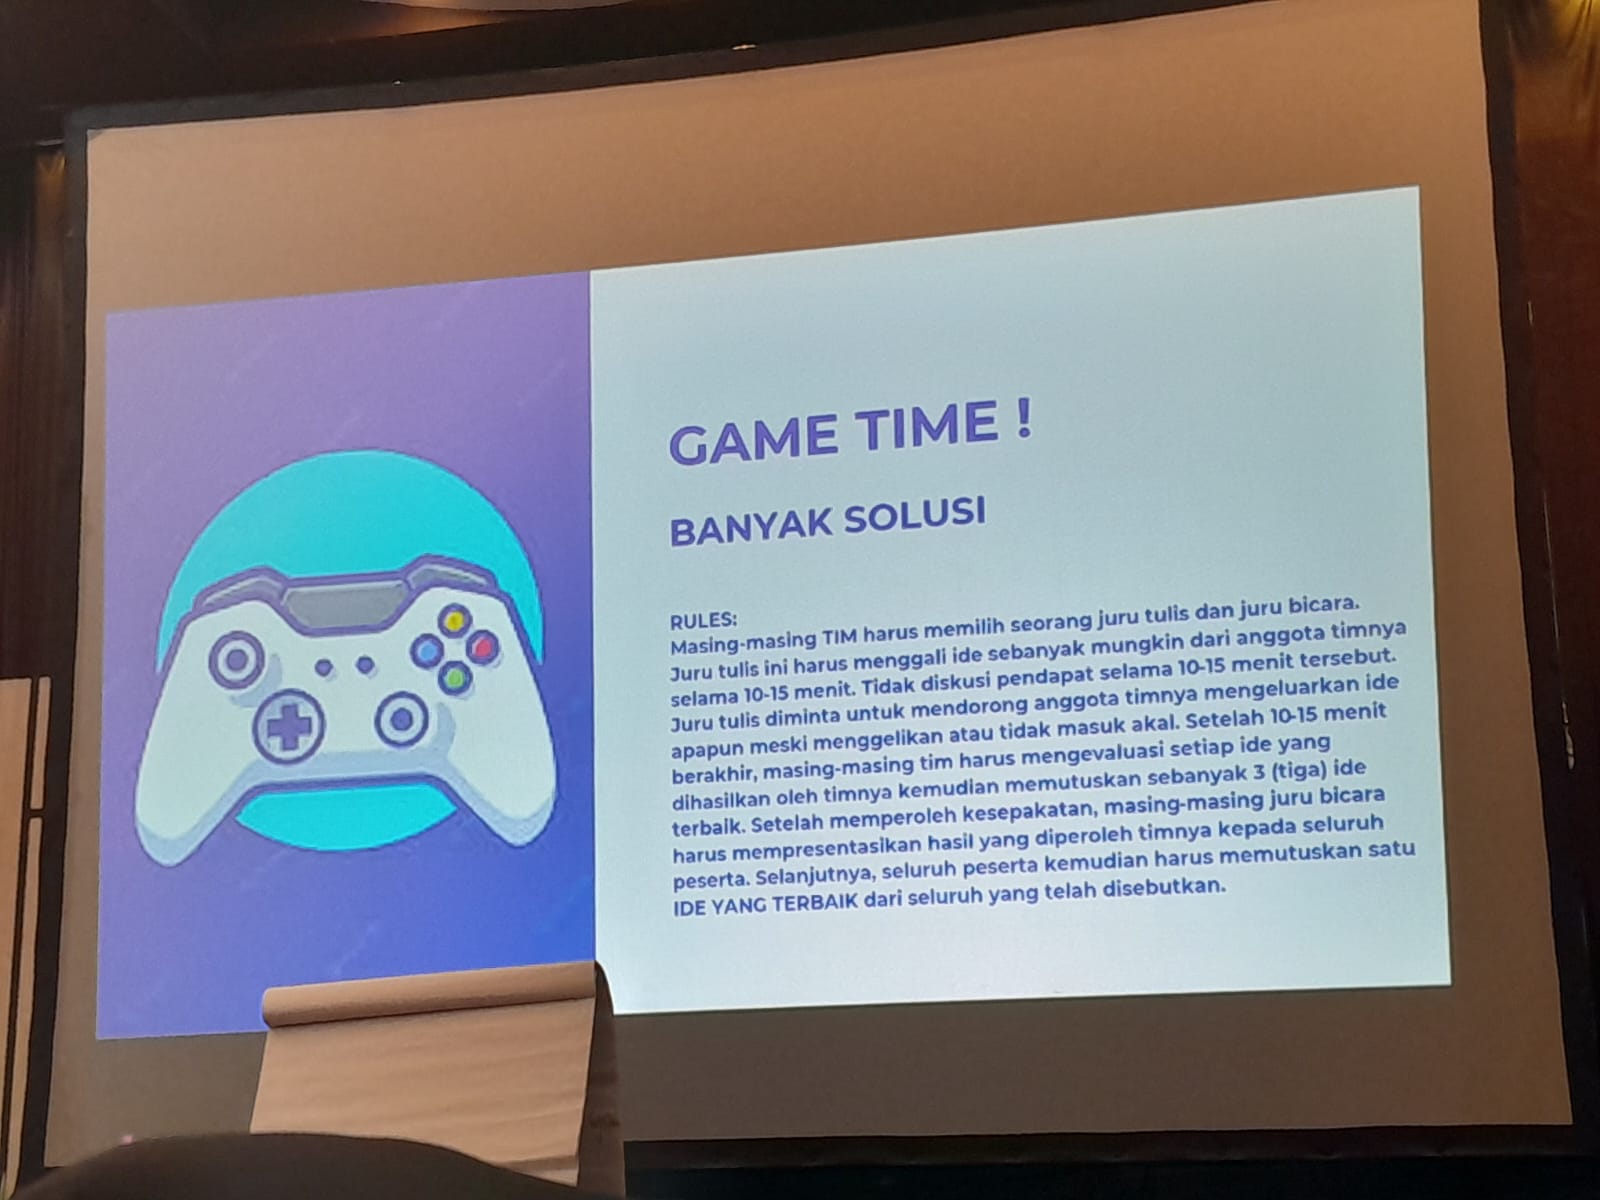 GAME TIME !
BANYAK SOLUSI
RULES:
Masing-masing TIM harus memilih seorang juru tulis dan juru bicara.
Juru tulis ini harus menggali ide sebanyak mungkin dari anggota timnya
selama 10-15 menit. Tidak diskusi pendapat selama 10-15 menit tersebut.
Juru tulis diminta untuk mendorong anggota timnya mengeluarkan ide
apapun meski menggelikan atau tidak masuk akal. Setelah 10-15 menit
berakhir, masing-masing tim harus mengevaluasi setiap ide yang
dihasilkan oleh timnya kemudian memutuskan sebanyak 3 (tiga) ide
terbaik. Setelah memperoleh kesepakatan, masing-masing juru bicara
harus mempresentasikan hasil yang diperoleh timnya kepada seluruh
peserta. Selanjutnya, seluruh peserta kemudian harus memutuskan satu
IDE YANG TERBAIK dari seluruh yang telah disebutkan.